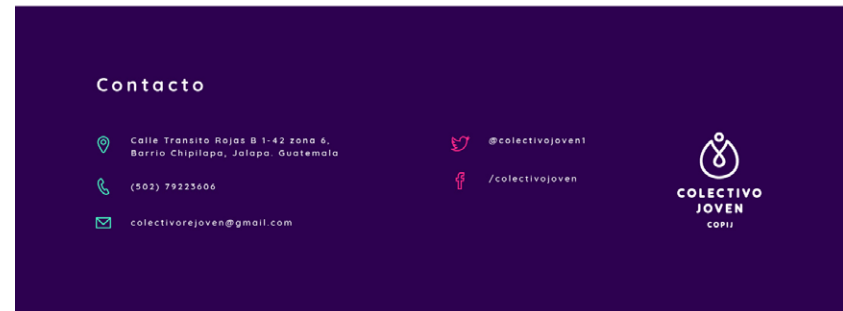 Contacto
Calle Transito Rojas B 1-42 zona 6,
Barrio Chipilapa, Jalapa. Guatemala
(502) 79223606
colectivorejoven@gmail.com
@colectivojoven1
/colectivojoven
COLECTIVO
JOVEN
COPIJ